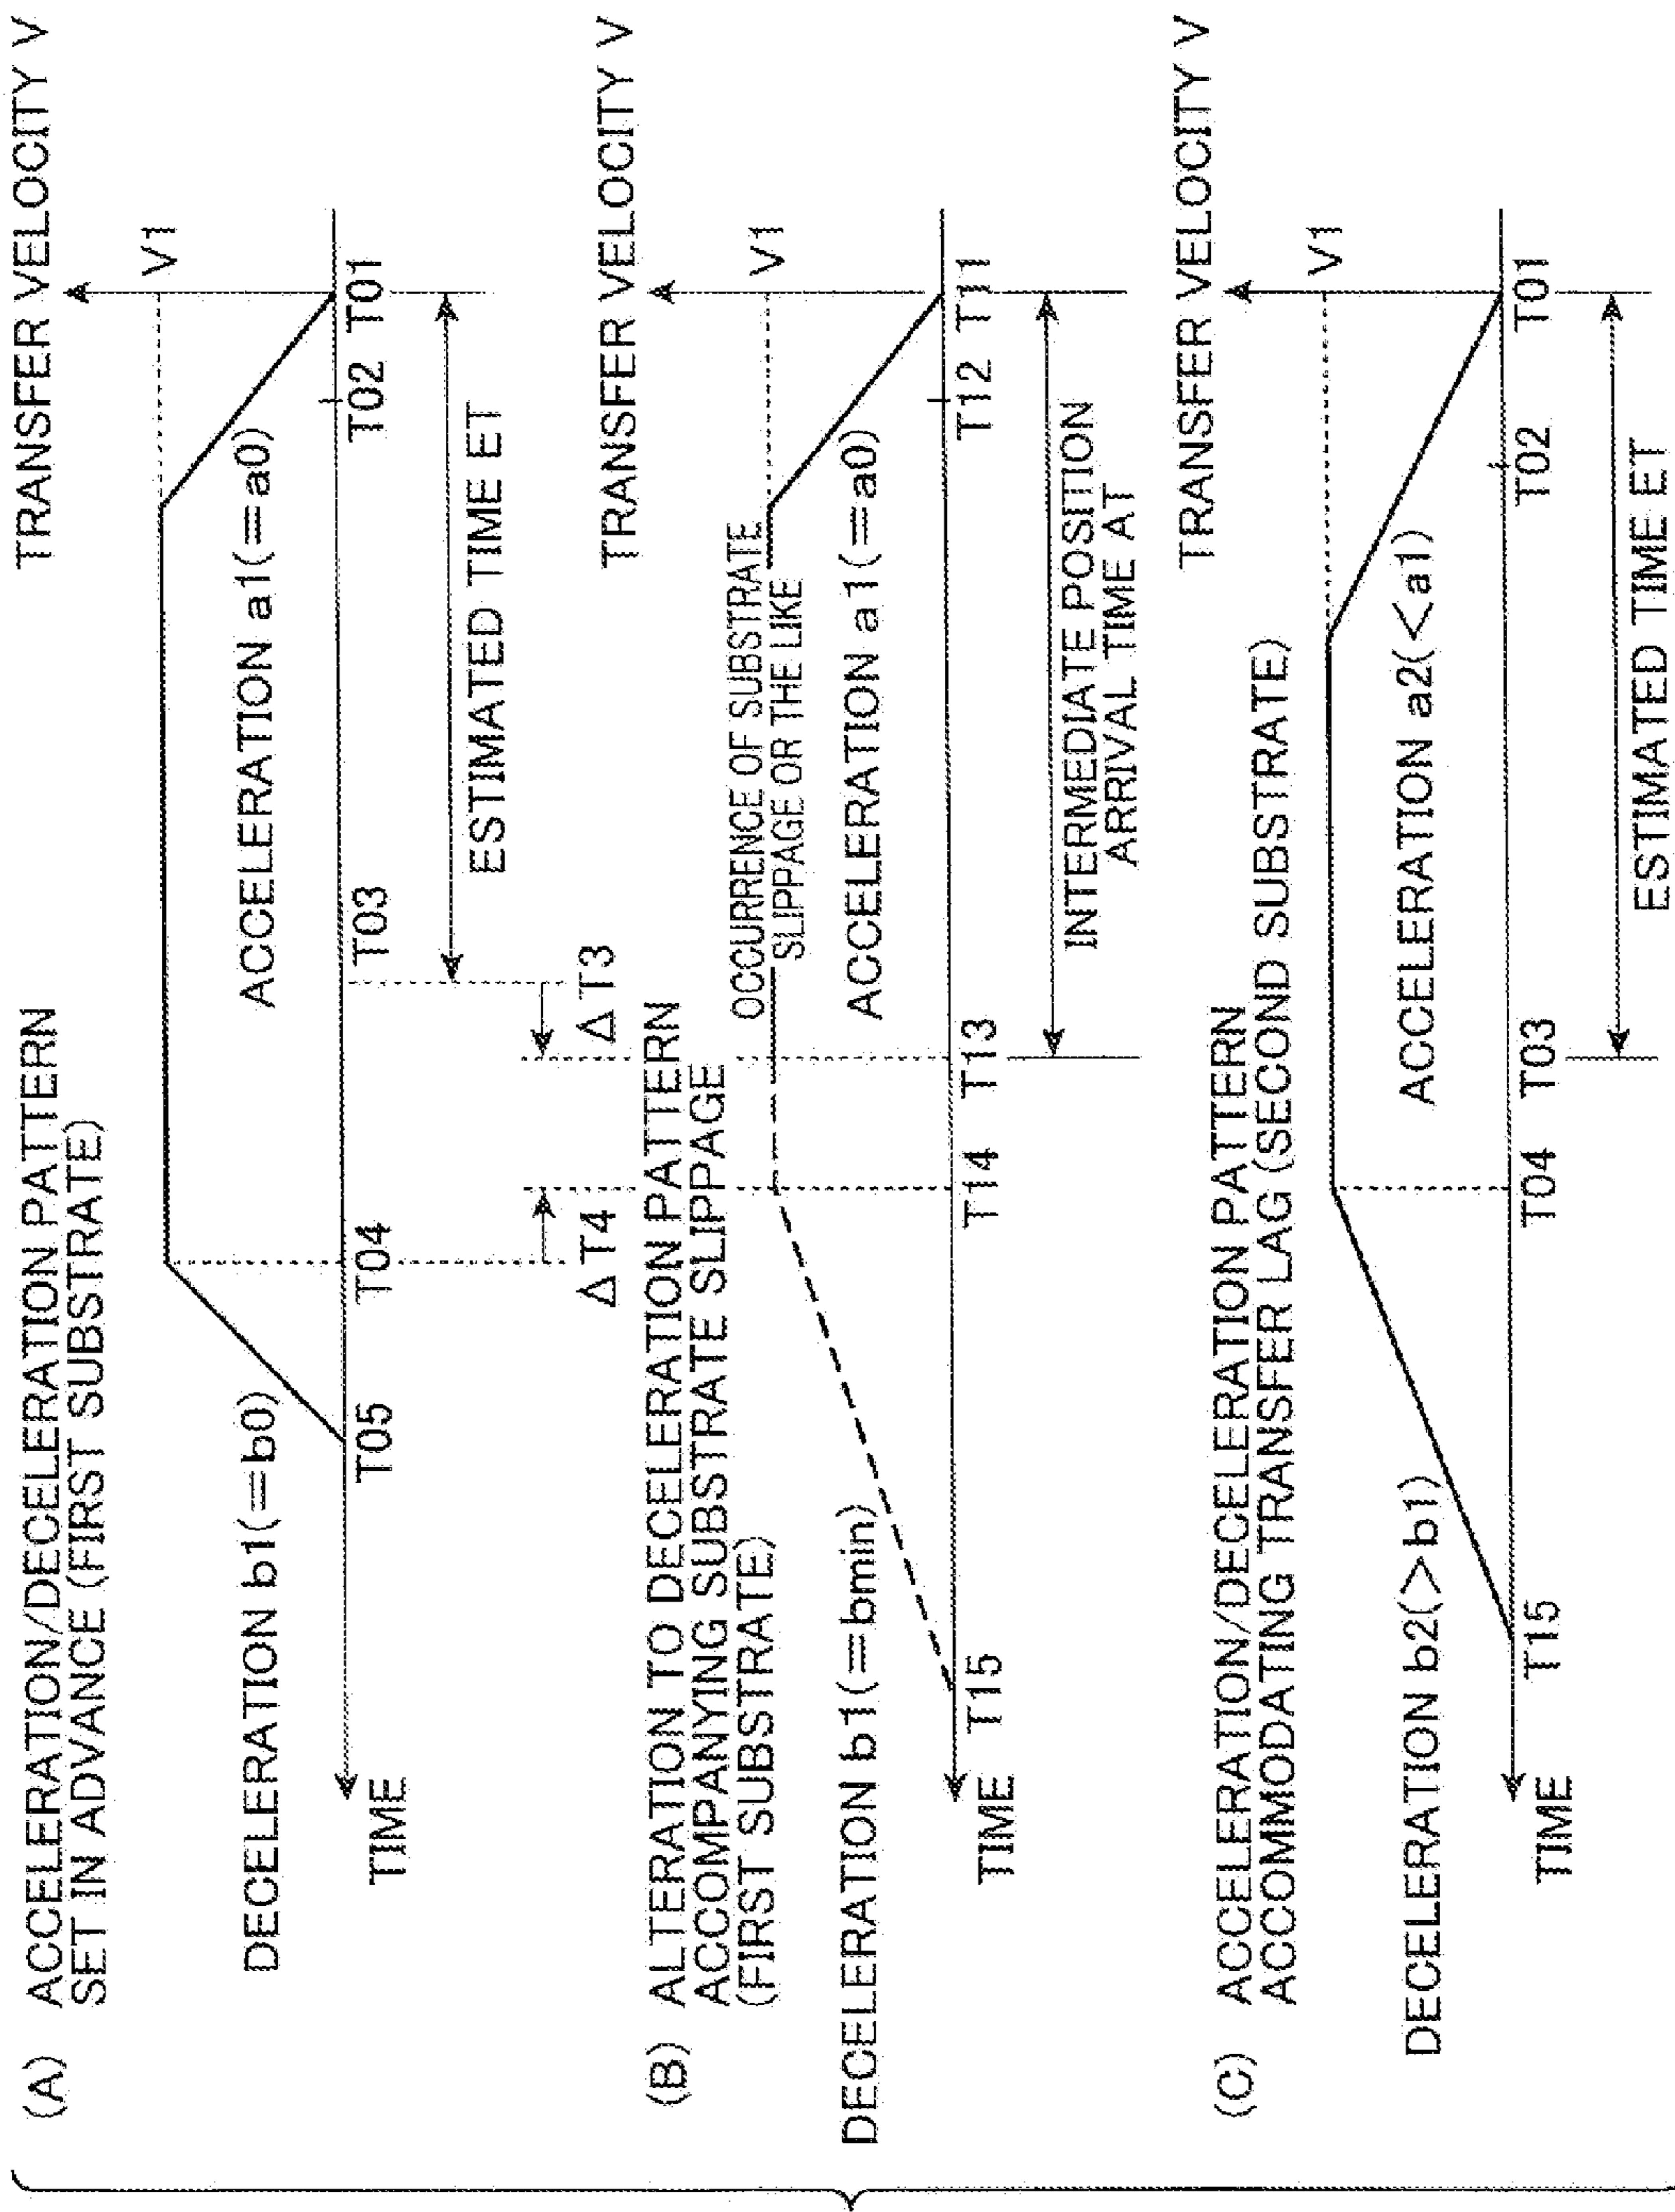 (A) ACCELERATION/DECELERATION PATTERN
SET IN ADVANCE (FIRST SUBSTRATE)
TRANSFER VELOCITY V
V1
DECELERATION b1(=b0)
ACCELERATION a1(=a0)
TIME
T05
T04
T03
T02
T01
ESTIMATED TIME ET
ΔT4
ΔT3
(B) ALTERATION TO DECELERATION PATTERN
ACCOMPANYING SUBSTRATE SLIPPAGE
(FIRST SUBSTRATE)
TRANSFER VELOCITY V
OCCURRENCE OF SUBSTRATE
SLIPPAGE OR THE LIKE
V1
DECELERATION b1(=bmin)
ACCELERATION a1(=a0)
TIME
T15
T14
T13
T12
T11
INTERMEDIATE POSITION
ARRIVAL TIME AT
(C) ACCELERATION/DECELERATION PATTERN
ACCOMMODATING TRANSFER LAG (SECOND SUBSTRATE)
TRANSFER VELOCITY V
V1
DECELERATION b2(>b1)
ACCELERATION a2(<a1)
TIME
T15
T04
T03
T02
T01
ESTIMATED TIME ET